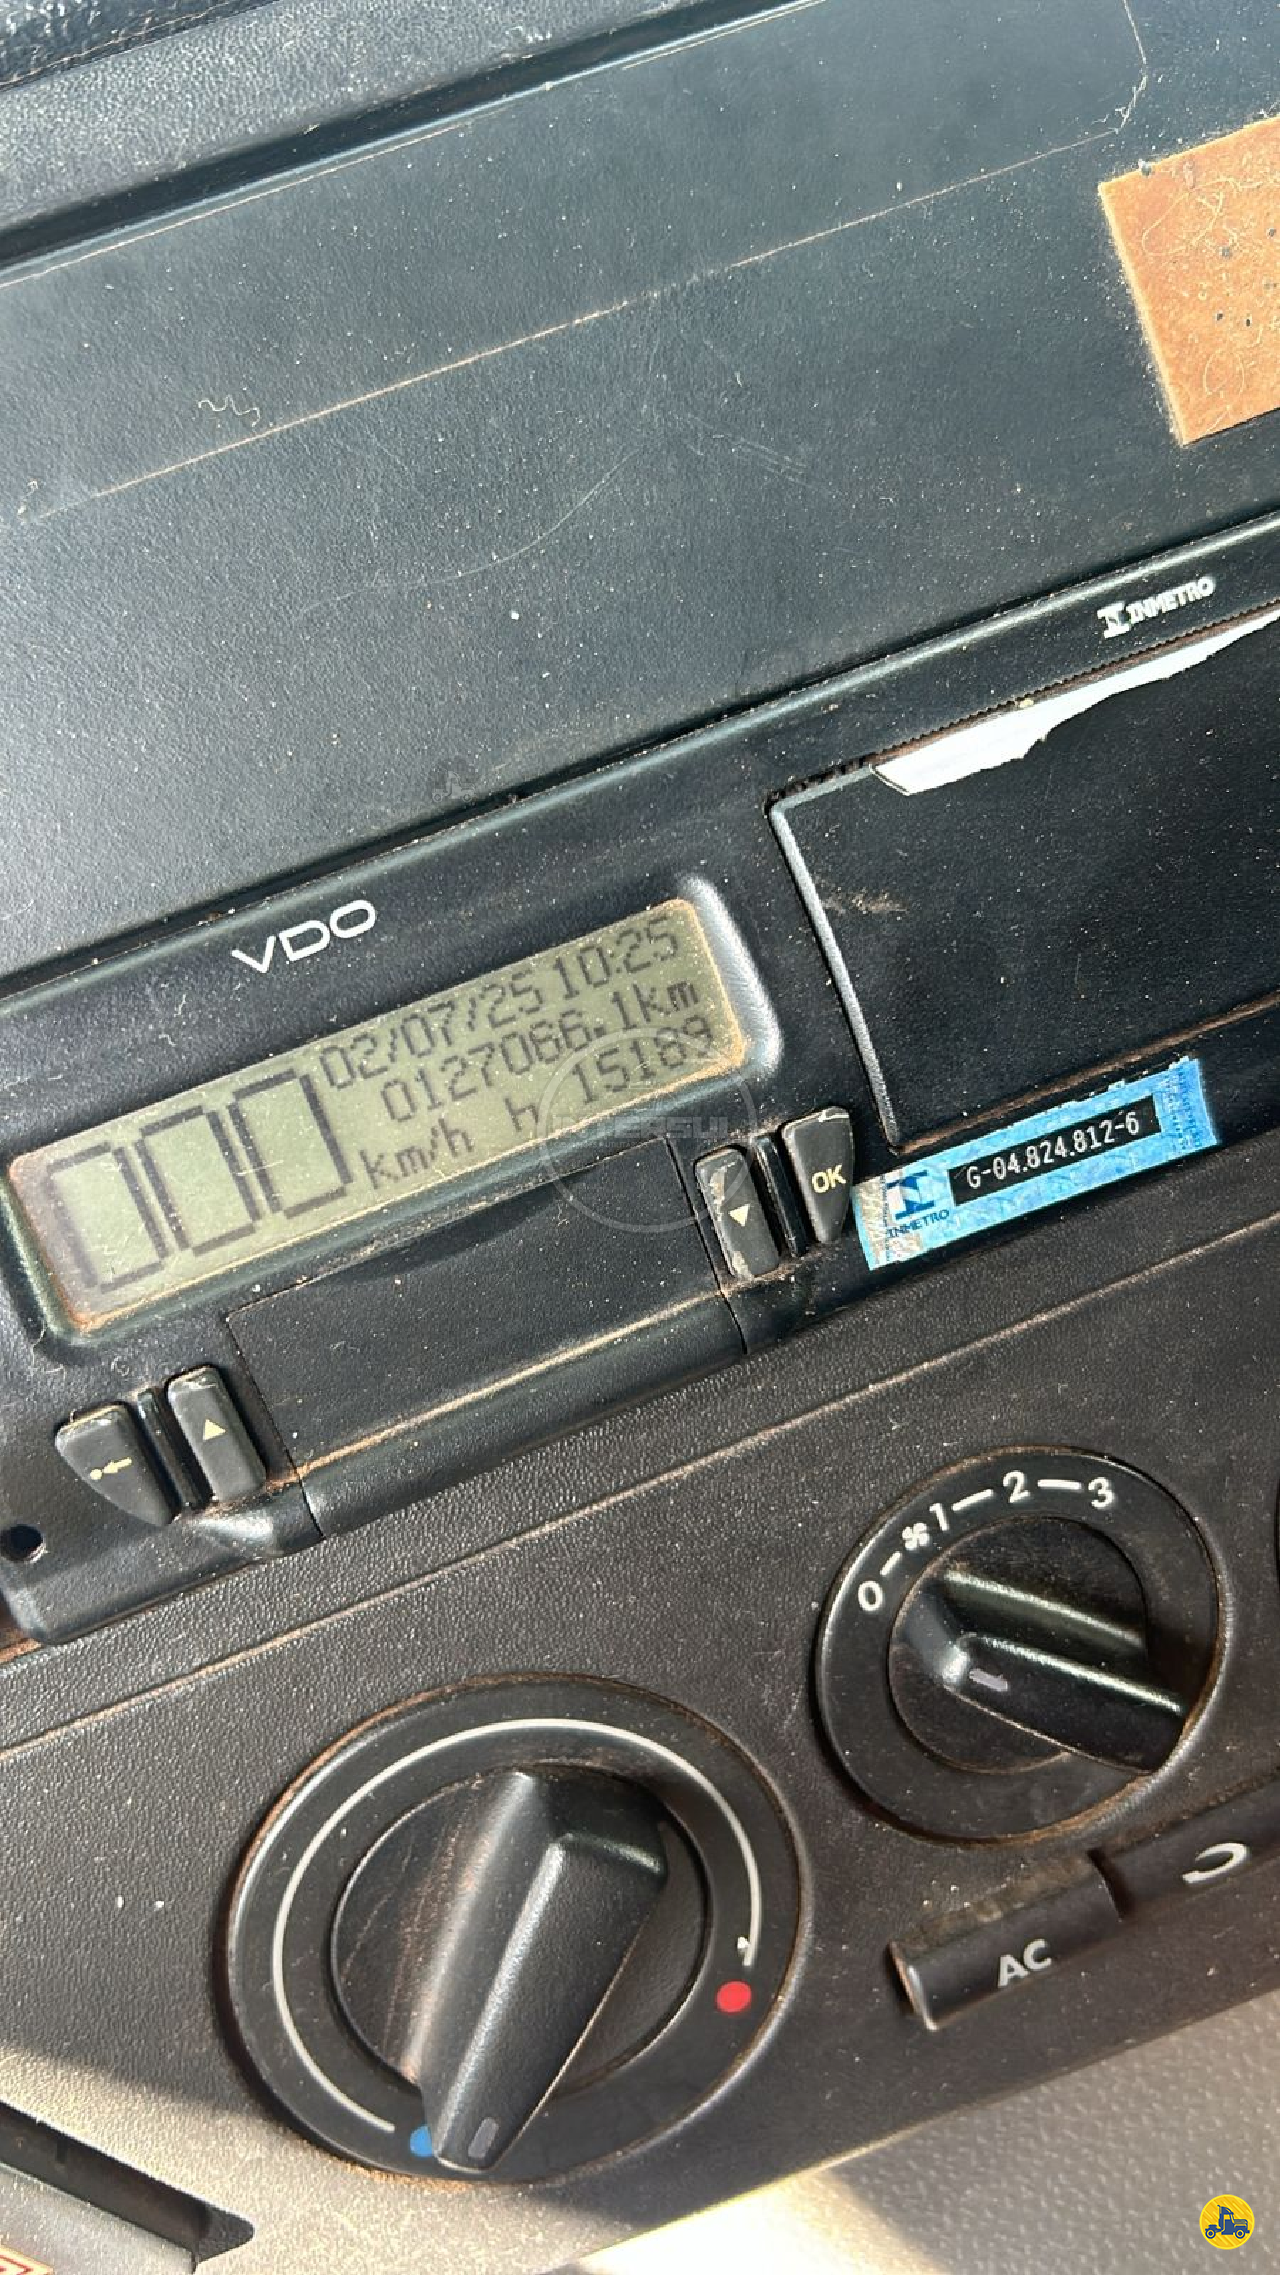 INMETRO
VDO
02/07/25 10:25
0127066.1km
000 km/h h 15189
OK
INMETRO
G-04.824.812-6
0 1 2 3
AC